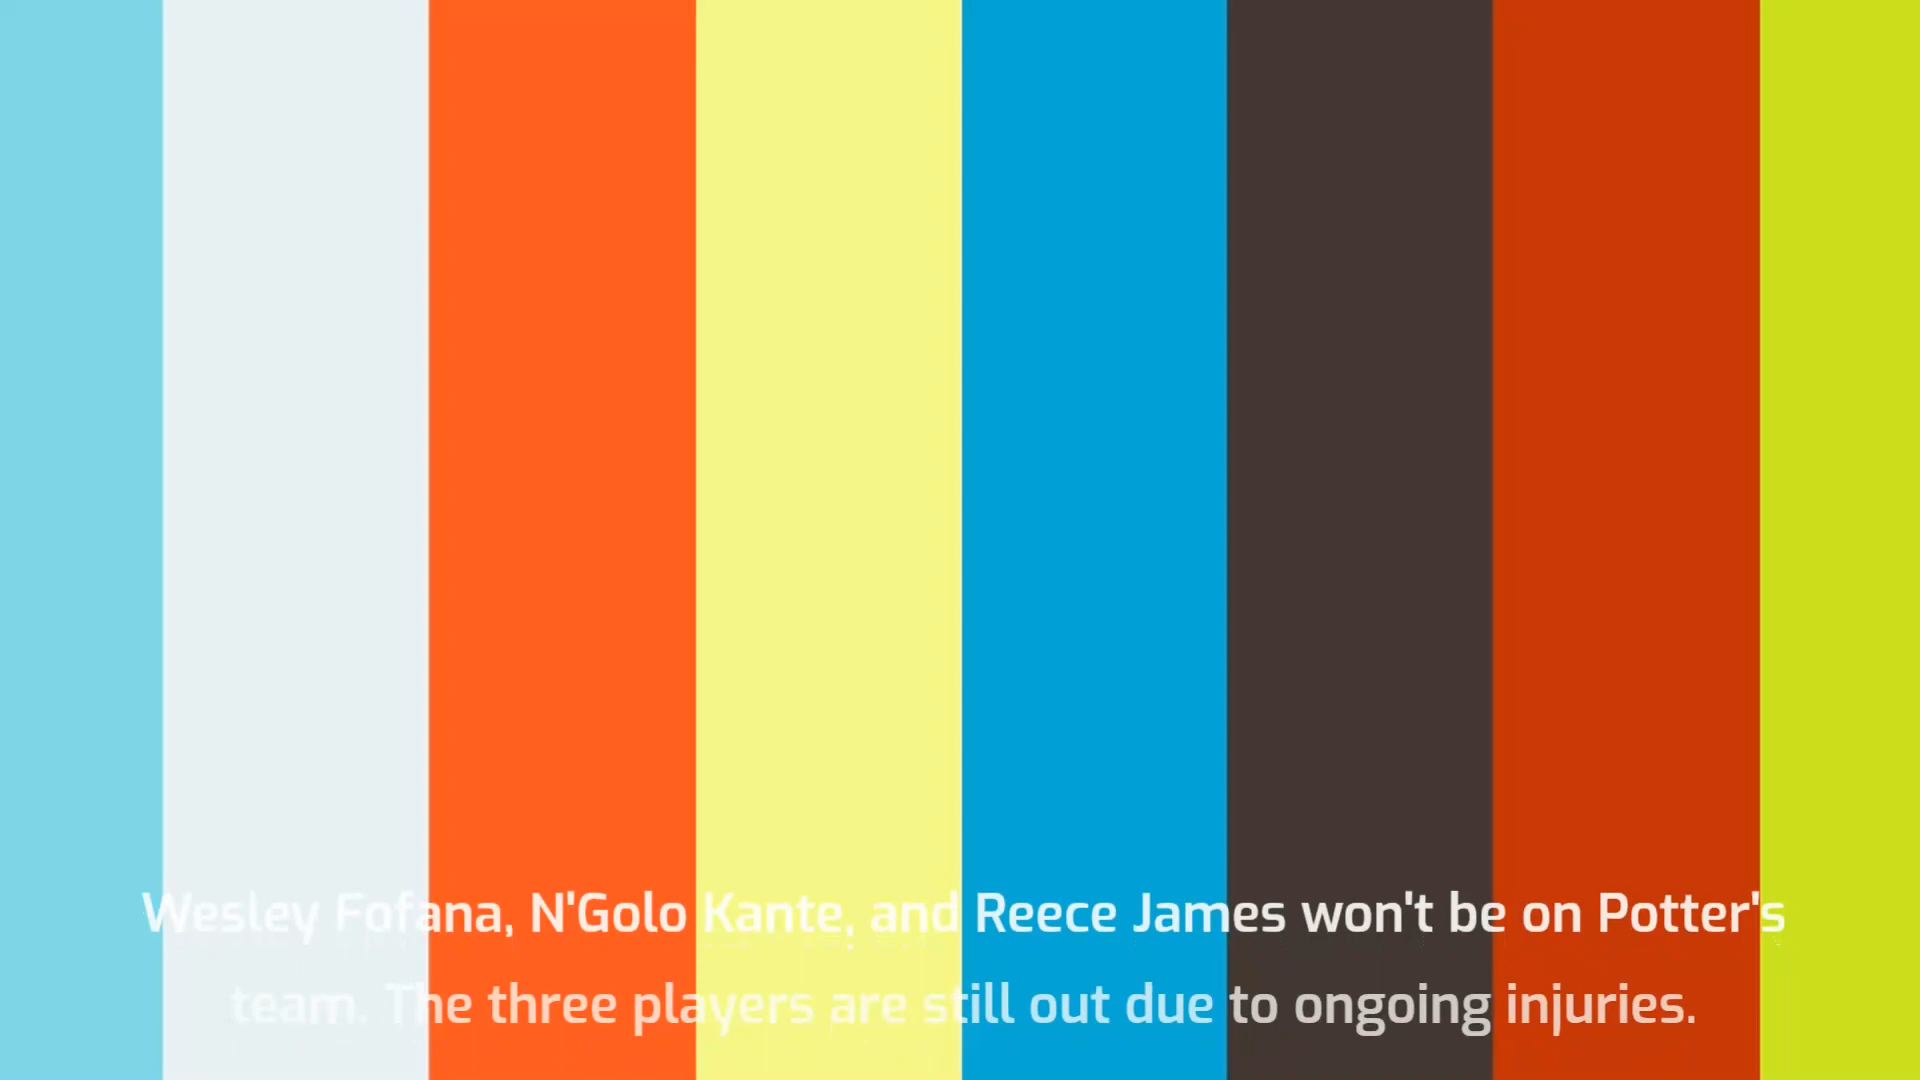 Wesley Fofana, N'Golo Kante, and Reece James won't be on Potter's
team. The three players are still out due to ongoing injuries.